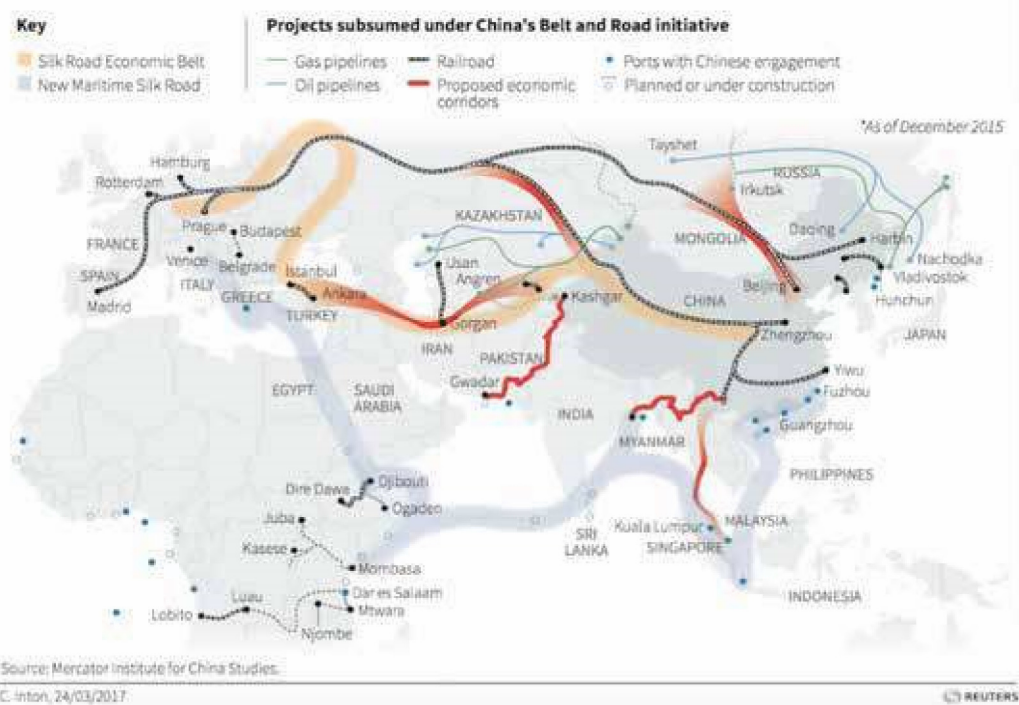 Key
Projects subsumed under China's Belt and Road initiative
Silk Road Economic Belt
New Maritime Silk Road
Gas pipelines
Oil pipelines
Railroad
Proposed economic
corridors
Ports with Chinese engagement
Planned or under construction
*As of December 2015
Tayshet
Hamburg
RUSSIA
Rotterdam
Irkutsk
KAZAKHSTAN
Prague
Budapest
Daqing
Harbin
FRANCE
MONGOLIA
Venice
Belgrade
Usan
Nachodka
SPAIN
Istanbul
Angren
Vladivostok
ITALY
Beijing
Madrid
GREECE
Ankara
Kashgar
CHINA
Hunchun
TURKEY
Gorgan
Zhengzhou
JAPAN
IRAN
PAKISTAN
Yiwu
EGYPT
SAUDI
ARABIA
Gwadar
Fuzhou
INDIA
Guangzhou
MYANMAR
PHILIPPINES
Djibouti
Dire Dawa
Ogaden
Juba
Kuala Lumpur
MALAYSIA
SRI
LANKA
SINGAPORE
Kasese
Mombasa
Dar es Salaam
INDONESIA
Luau
Mtwara
Lobito
Njombe
Source: Mercator Institute for China Studies.
C. Inton, 24/03/2017
REUTERS